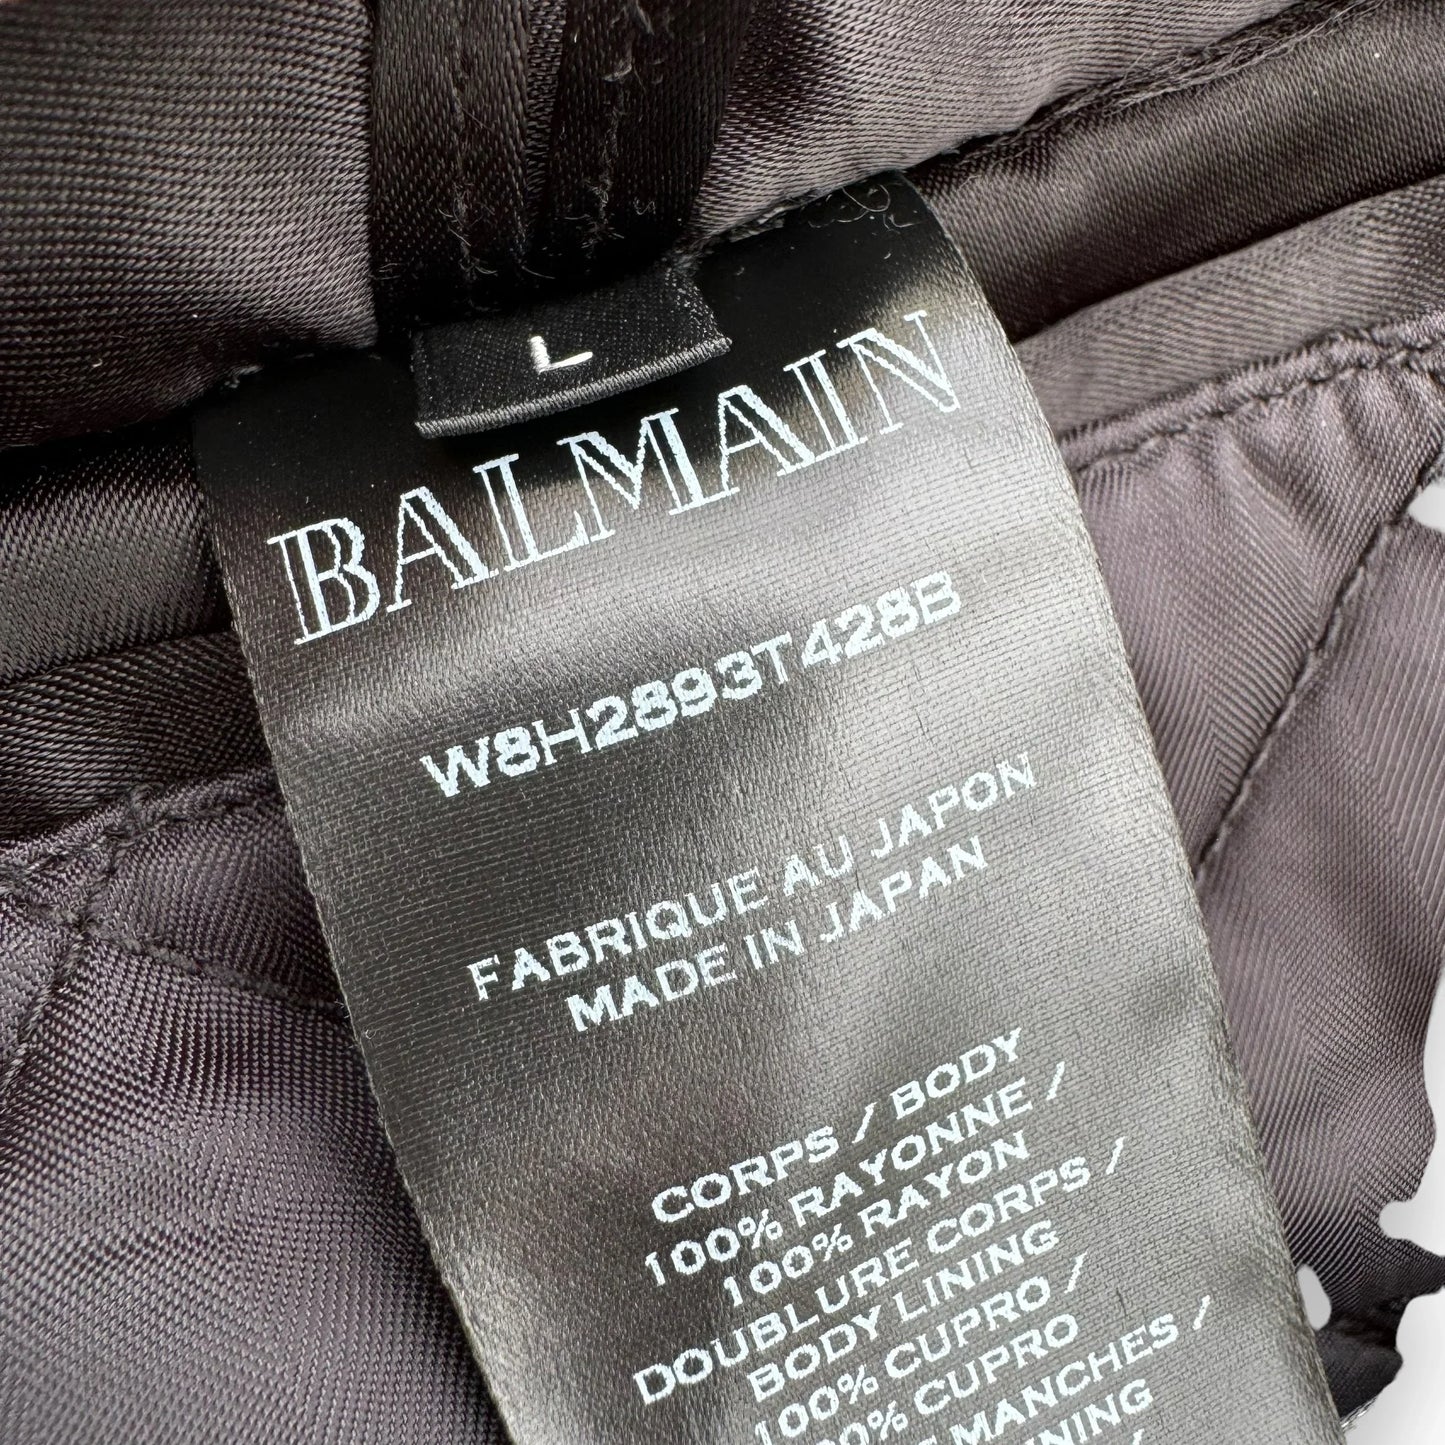 L
BALMAIN
W8H2893T428B
FABRIQUE AU JAPON
MADE IN JAPAN
CORPS / BODY
100% RAYONNE /
100% RAYON
DOUBLURE CORPS /
BODY LINING
100% CUPRO /
CUPRO
MANCHES /